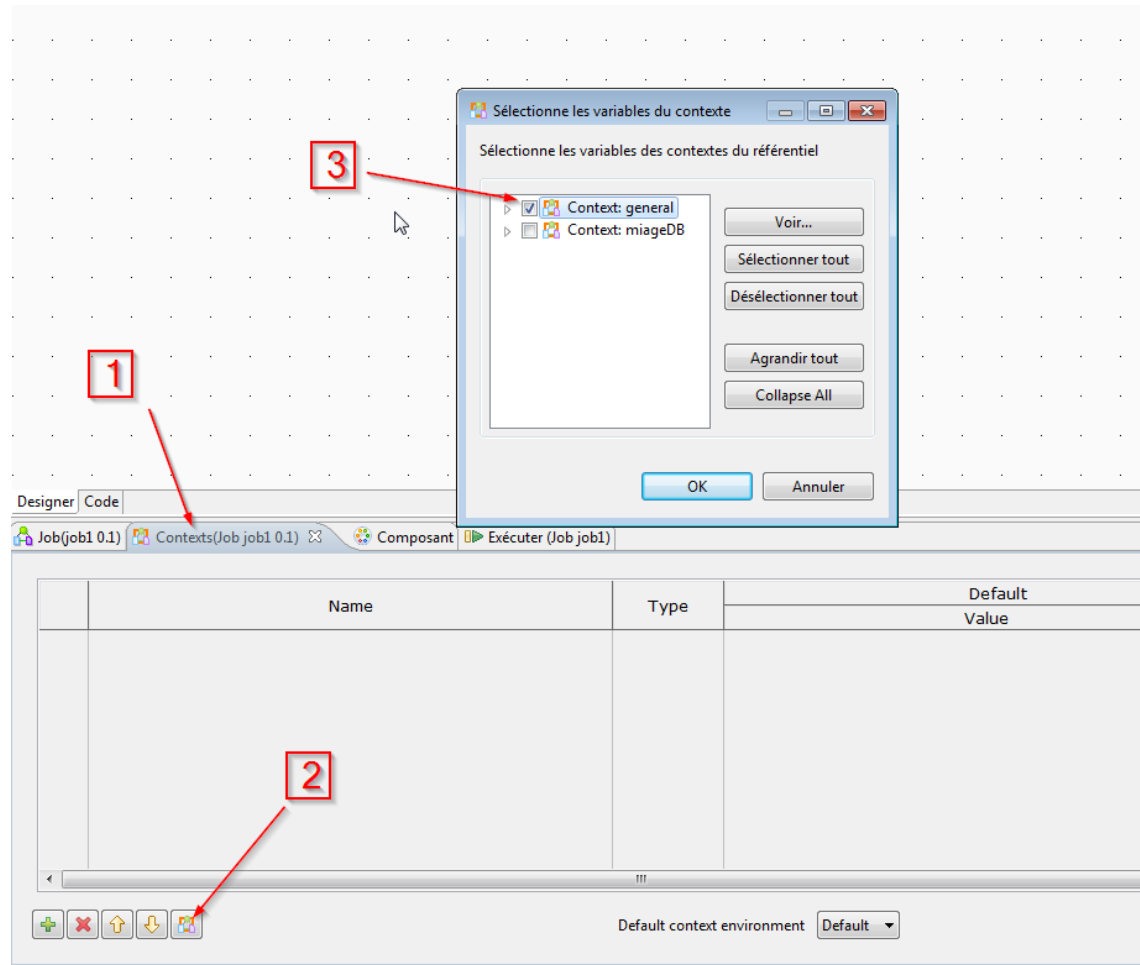 Sélectionne les variables du contexte
Sélectionne les variables des contextes du référentiel
3
Context: general
Context: miageDB
Voir...
Sélectionner tout
Désélectionner tout
Agrandir tout
Collapse All
OK
Annuler
1
Designer
Code
Job(job1 0.1)
Contexts(Job job1 0.1)
Composant
Exécuter (Job job1)
Name
Type
Default
Value
2
Default context environment
Default